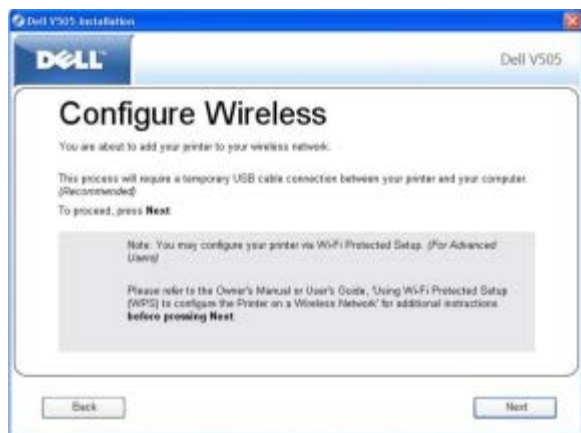 Dell V505 Installation
DELL
Dell V505
Configure Wireless
You are about to add your printer to your wireless network.
This process will require a temporary USB cable connection between your printer and your computer.
(Recommended)
To proceed, press Next
Note: You may configure your printer via Wi-Fi Protected Setup. (For Advanced
Users)
Please refer to the Owner's Manual or User's Guide, 'Using Wi-Fi Protected Setup
(WPS) to configure the Printer on a Wireless Network' for additional instructions
before pressing Next
Back
Next